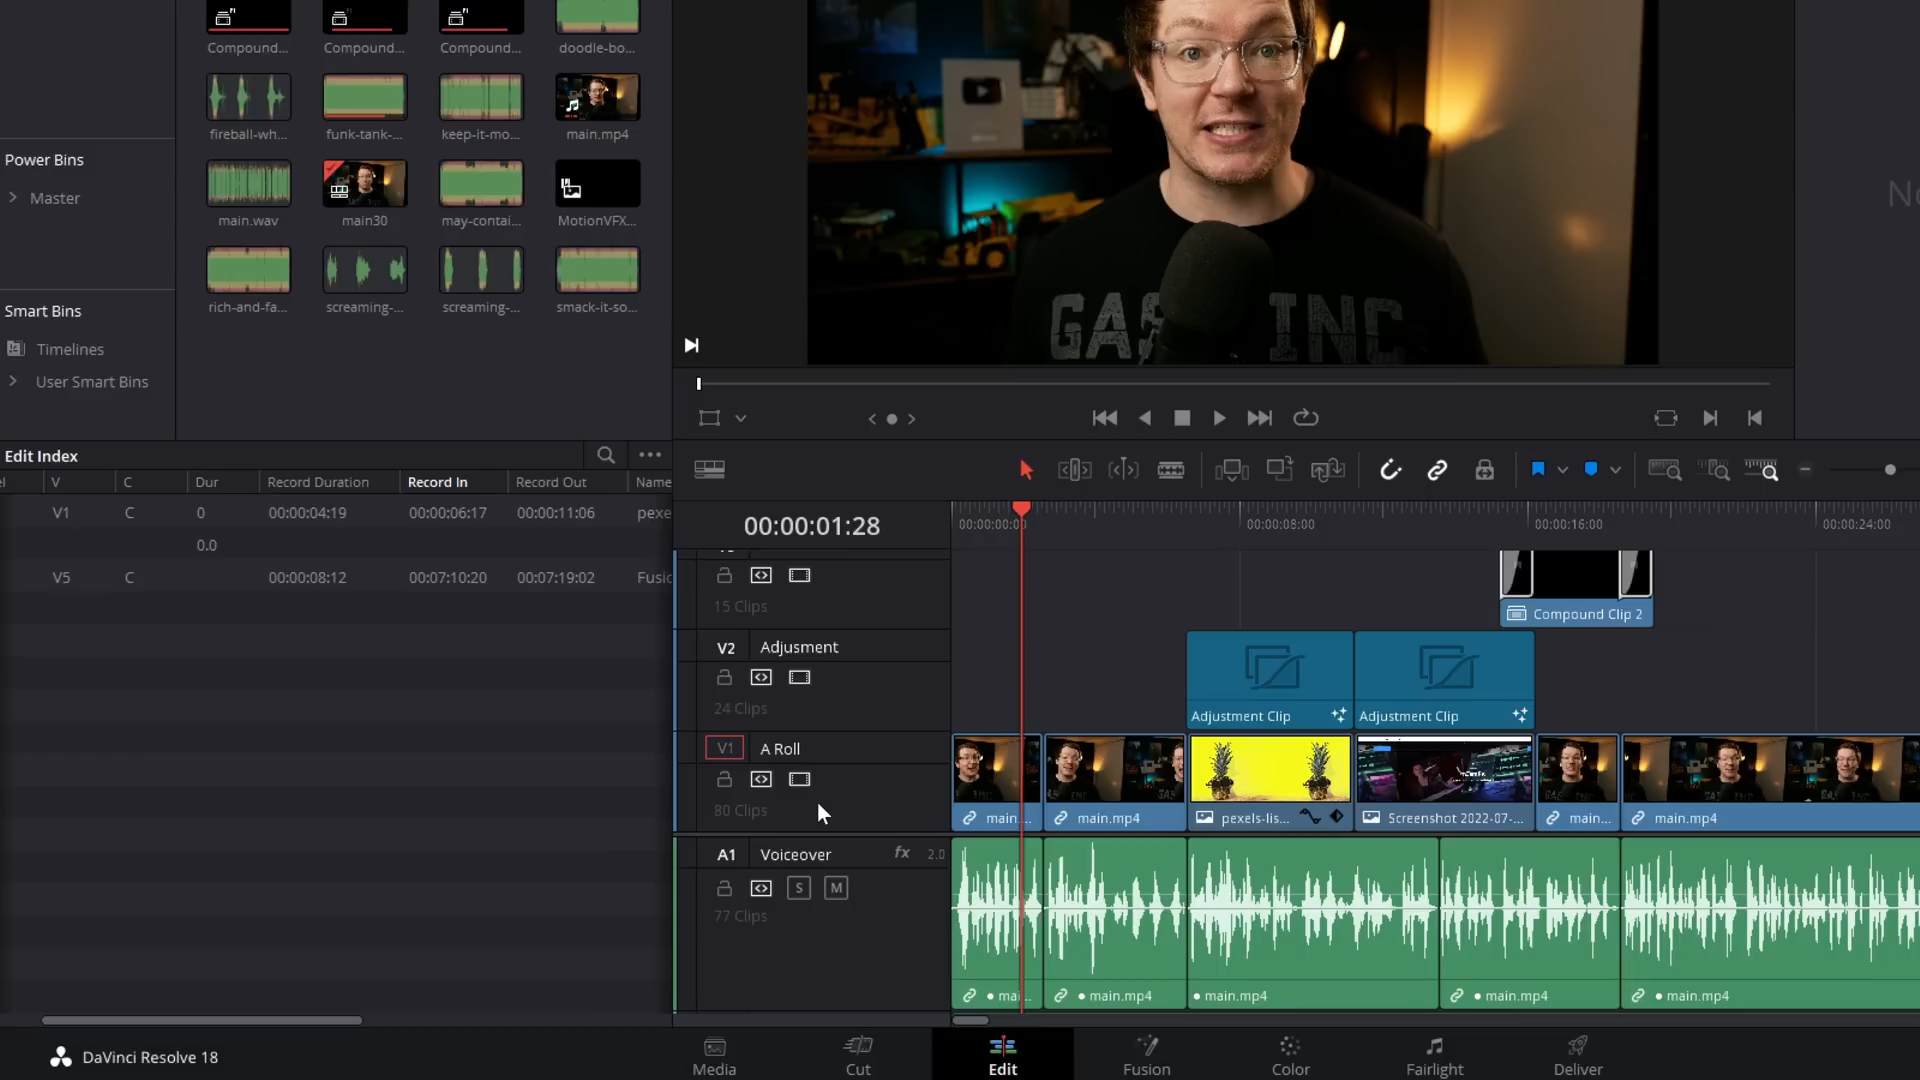 Compound... Compound... Compound... doodle-bo...
fireball-wh... funk-tank-... keep-it-mo... main.mp4
main.wav main30 may-contai... MotionVFX...
rich-and-fa... screaming-... screaming-... smack-it-so...
Power Bins
Master
Smart Bins
Timelines
User Smart Bins
GAS INC
No
Edit Index
V C Dur Record Duration Record In Record Out Name
V1 C 0 00:00:04:19 00:00:06:17 00:00:11:06 pexe
0.0
V5 C 00:00:08:12 00:07:10:20 00:07:19:02 Fusic
00:00:01:28
00:00:00:0 00:00:08:00 00:00:16:00 00:00:24:00
15 Clips
Compound Clip 2
V2 Adjusment
24 Clips
Adjustment Clip Adjustment Clip
V1 A Roll
80 Clips
main... main.mp4 pexels-lis... Screenshot 2022-07-... main... main.mp4
A1 Voiceover fx 2.0
S M
77 Clips
mai... main.mp4 main.mp4 main.mp4 main.mp4
DaVinci Resolve 18
Media Cut Edit Fusion Color Fairlight Deliver